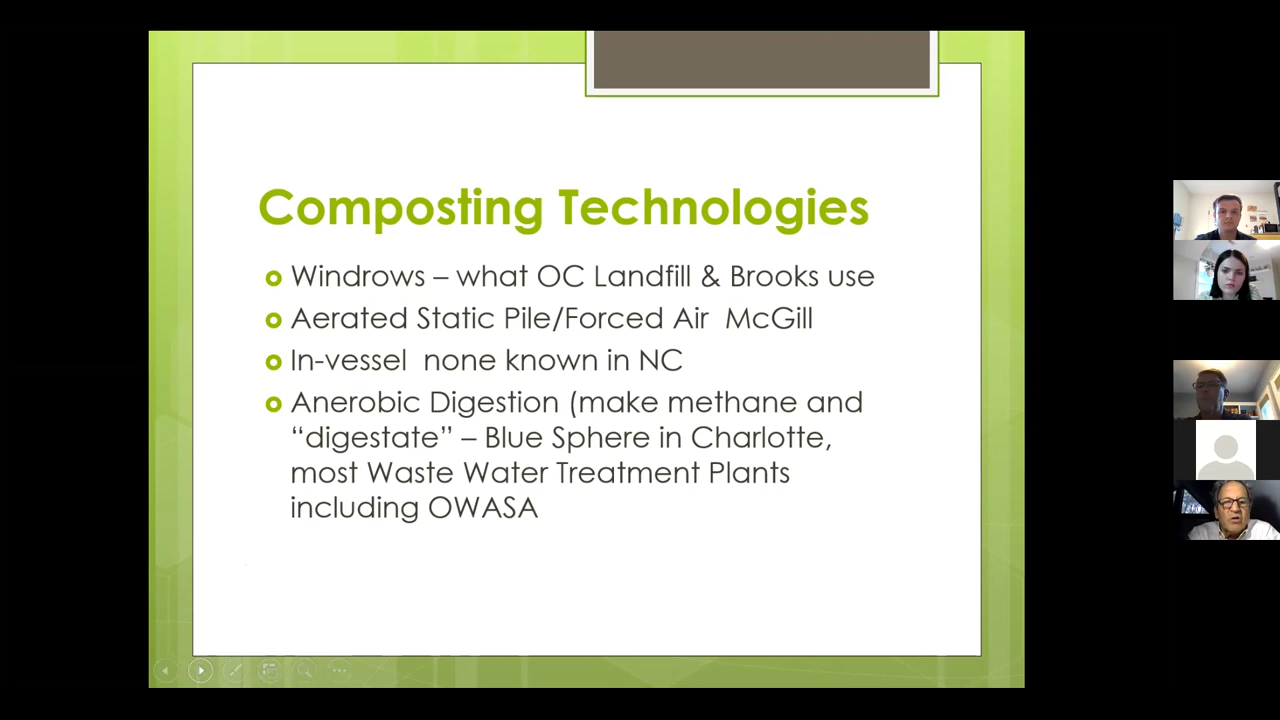 Composting Technologies
Windrows – what OC Landfill & Brooks use
Aerated Static Pile/Forced Air  McGill
In-vessel  none known in NC
Anerobic Digestion (make methane and
“digestate” – Blue Sphere in Charlotte,
most Waste Water Treatment Plants
including OWASA